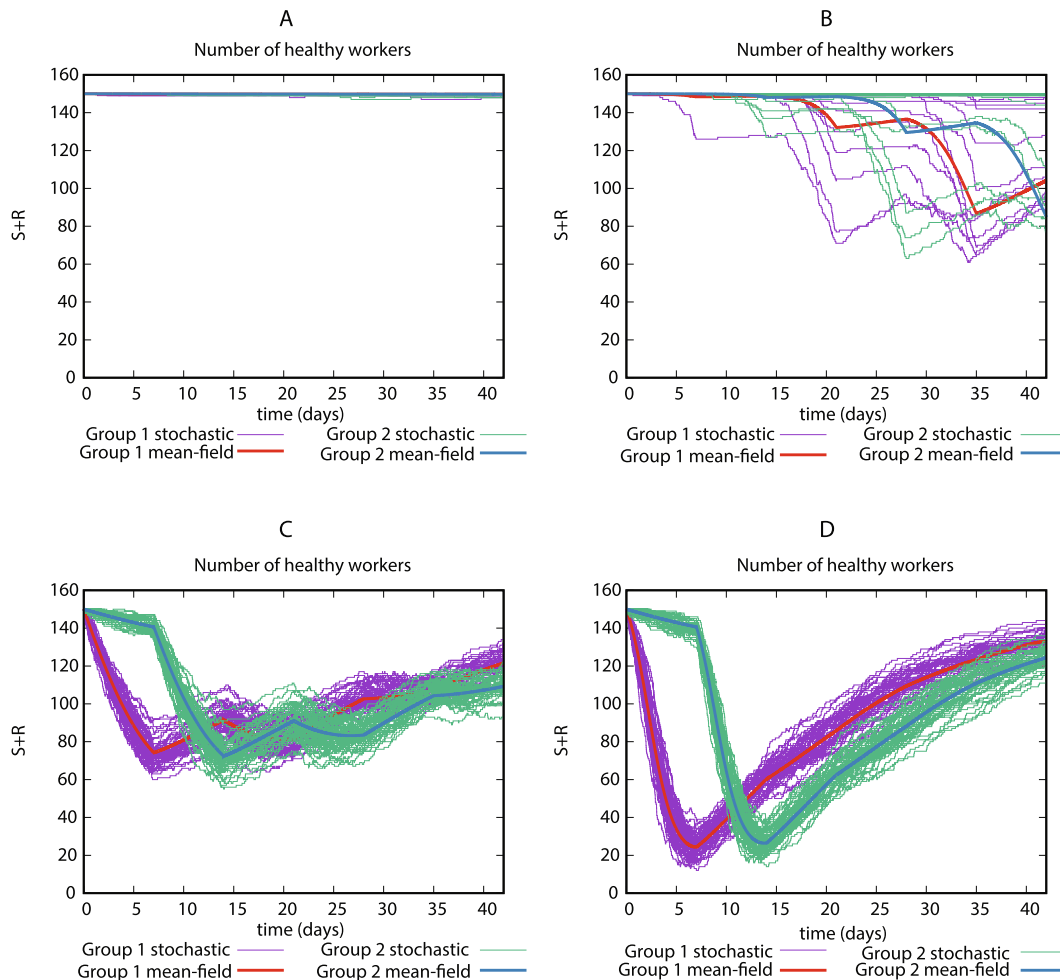 A
Number of healthy workers
160
140
120
100
80
60
40
20
0
S+R
0 5 10 15 20 25 30 35 40
time (days)
Group 1 stochastic Group 2 stochastic
Group 1 mean-field Group 2 mean-field
B
Number of healthy workers
160
140
120
100
80
60
40
20
0
S+R
0 5 10 15 20 25 30 35 40
time (days)
Group 1 stochastic Group 2 stochastic
Group 1 mean-field Group 2 mean-field
C
Number of healthy workers
160
140
120
100
80
60
40
20
0
S+R
0 5 10 15 20 25 30 35 40
time (days)
Group 1 stochastic Group 2 stochastic
Group 1 mean-field Group 2 mean-field
D
Number of healthy workers
160
140
120
100
80
60
40
20
0
S+R
0 5 10 15 20 25 30 35 40
time (days)
Group 1 stochastic Group 2 stochastic
Group 1 mean-field Group 2 mean-field